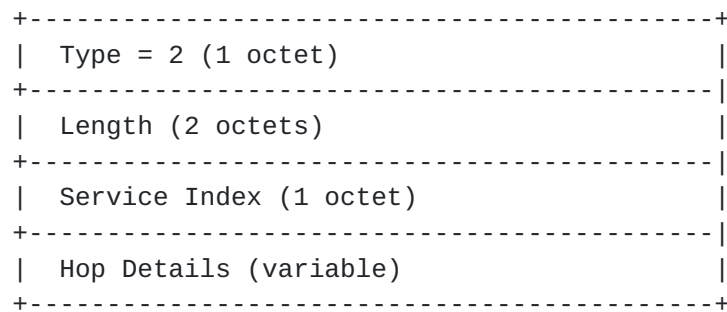 Type = 2 (1 octet)
Length (2 octets)
Service Index (1 octet)
Hop Details (variable)